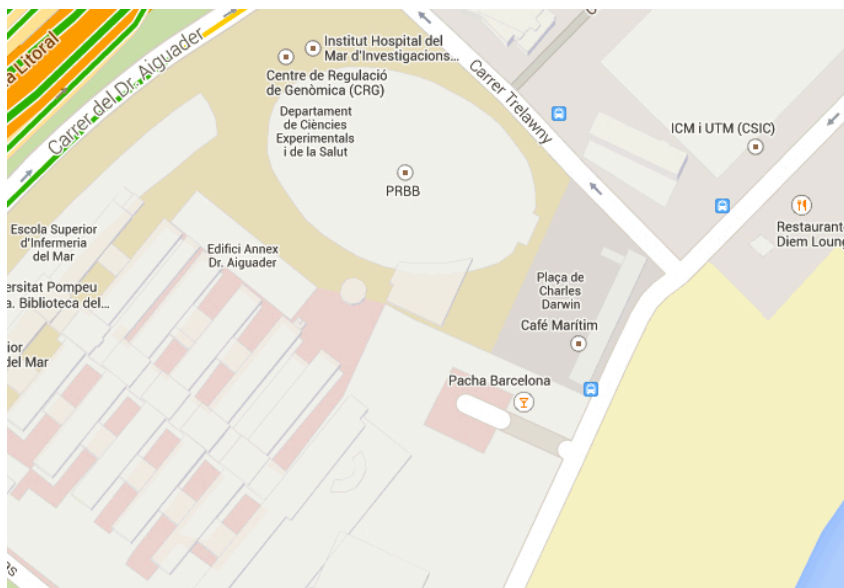 a Litoral
Carrer del Dr. Aiguader
Institut Hospital del
Mar d'Investigacions...
Centre de Regulació
de Genòmica (CRG)
Departament
de Ciències
Experimentals
i de la Salut
PRBB
Carrer Trelawny
ICM i UTM (CSIC)
Restaurant
Diem Loung
Escola Superior
d'Infermeria
del Mar
Edifici Annex
Dr. Aiguader
ersitat Pompeu
a. Biblioteca del...
ior
del Mar
Plaça de
Charles
Darwin
Café Marítim
Pacha Barcelona